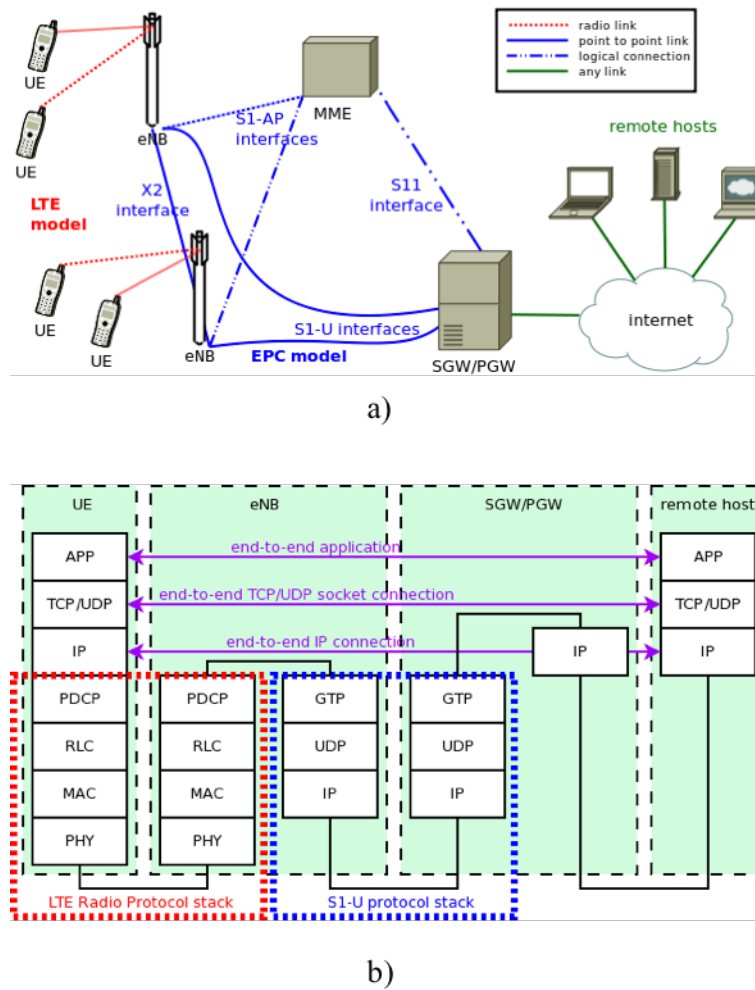 radio link
point to point link
logical connection
any link
UE
UE
eNB
MME
S1-AP
interfaces
remote hosts
X2
interface
LTE
model
S11
interface
UE
UE
eNB
S1-U interfaces
EPC model
SGW/PGW
internet
a)
UE
eNB
SGW/PGW
remote host
APP
end-to-end application
APP
TCP/UDP
end-to-end TCP/UDP socket connection
TCP/UDP
IP
end-to-end IP connection
IP
IP
PDCP
PDCP
GTP
GTP
RLC
RLC
UDP
UDP
MAC
MAC
IP
IP
PHY
PHY
LTE Radio Protocol stack
S1-U protocol stack
b)